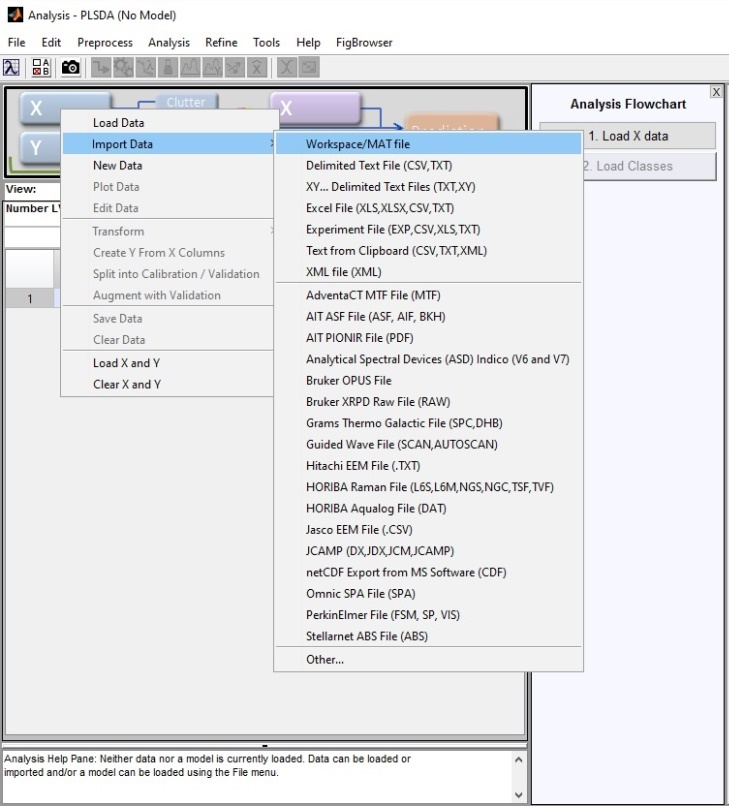 Analysis - PLSDA (No Model)
File Edit Preprocess Analysis Refine Tools Help FigBrowser
X
Clutter
X
Prediction
Y
View:
Number LV
1
Load Data
Import Data
New Data
Plot Data
Edit Data
Transform
Create Y From X Columns
Split into Calibration / Validation
Augment with Validation
Save Data
Clear Data
Load X and Y
Clear X and Y
Workspace/MAT file
Delimited Text File (CSV,TXT)
XY... Delimited Text Files (TXT,XY)
Excel File (XLS,XLSX,CSV,TXT)
Experiment File (EXP,CSV,XLS,TXT)
Text from Clipboard (CSV,TXT,XML)
XML file (XML)
AdventaCT MTF File (MTF)
AIT ASF File (ASF, AIF, BKH)
AIT PIONIR File (PDF)
Analytical Spectral Devices (ASD) Indico (V6 and V7)
Bruker OPUS File
Bruker XRPD Raw File (RAW)
Grams Thermo Galactic File (SPC,DHB)
Guided Wave File (SCAN,AUTOSCAN)
Hitachi EEM File (.TXT)
HORIBA Raman File (L6S,L6M,NGS,NGC,TSF,TVF)
HORIBA Aqualog File (DAT)
Jasco EEM File (.CSV)
JCAMP (DX,JDX,JCM,JCAMP)
netCDF Export from MS Software (CDF)
Omnic SPA File (SPA)
PerkinElmer File (FSM, SP, VIS)
Stellarnet ABS File (ABS)
Other...
X
Analysis Flowchart
1. Load X data
2. Load Classes
Analysis Help Pane: Neither data nor a model is currently loaded. Data can be loaded or
imported and/or a model can be loaded using the File menu.